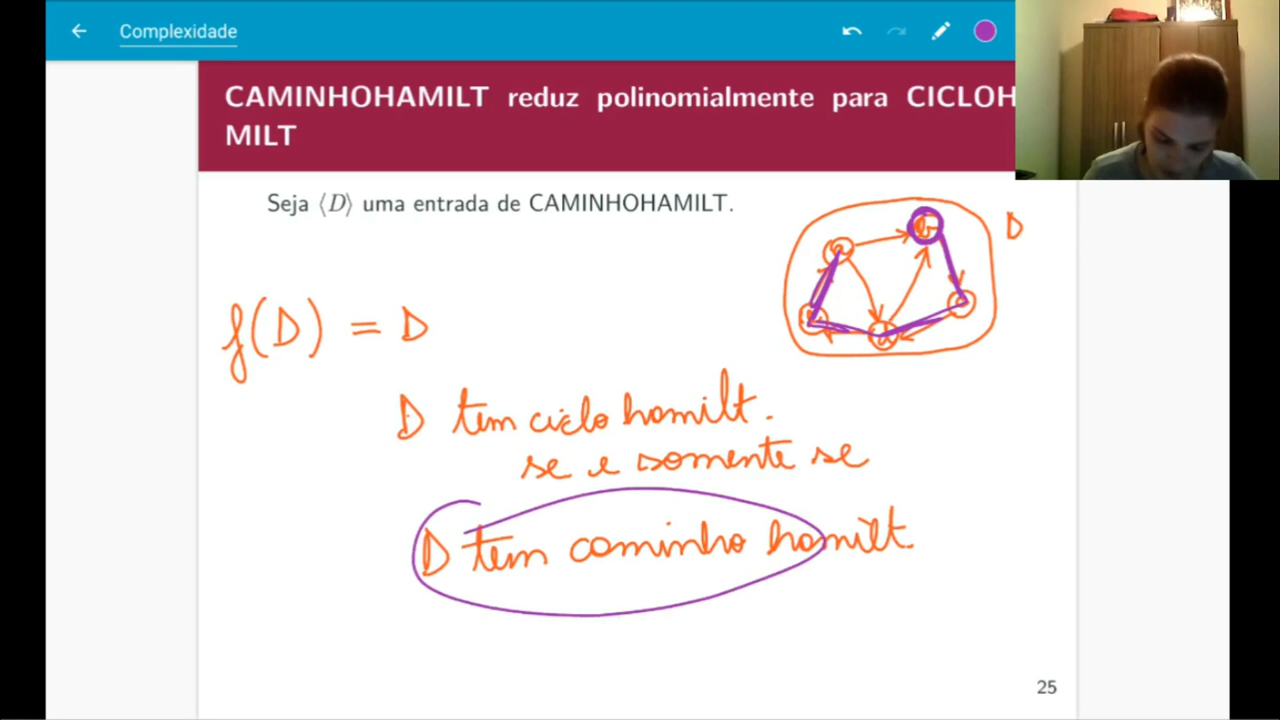 Complexidade
CAMINHOHAMILT reduz polinomialmente para CICLOH
MILT
Seja ⟨D⟩ uma entrada de CAMINHOHAMILT.
D
f(D) = D
D tem ciclo hamilt.
se e somente se
D tem caminho hamilt.
25